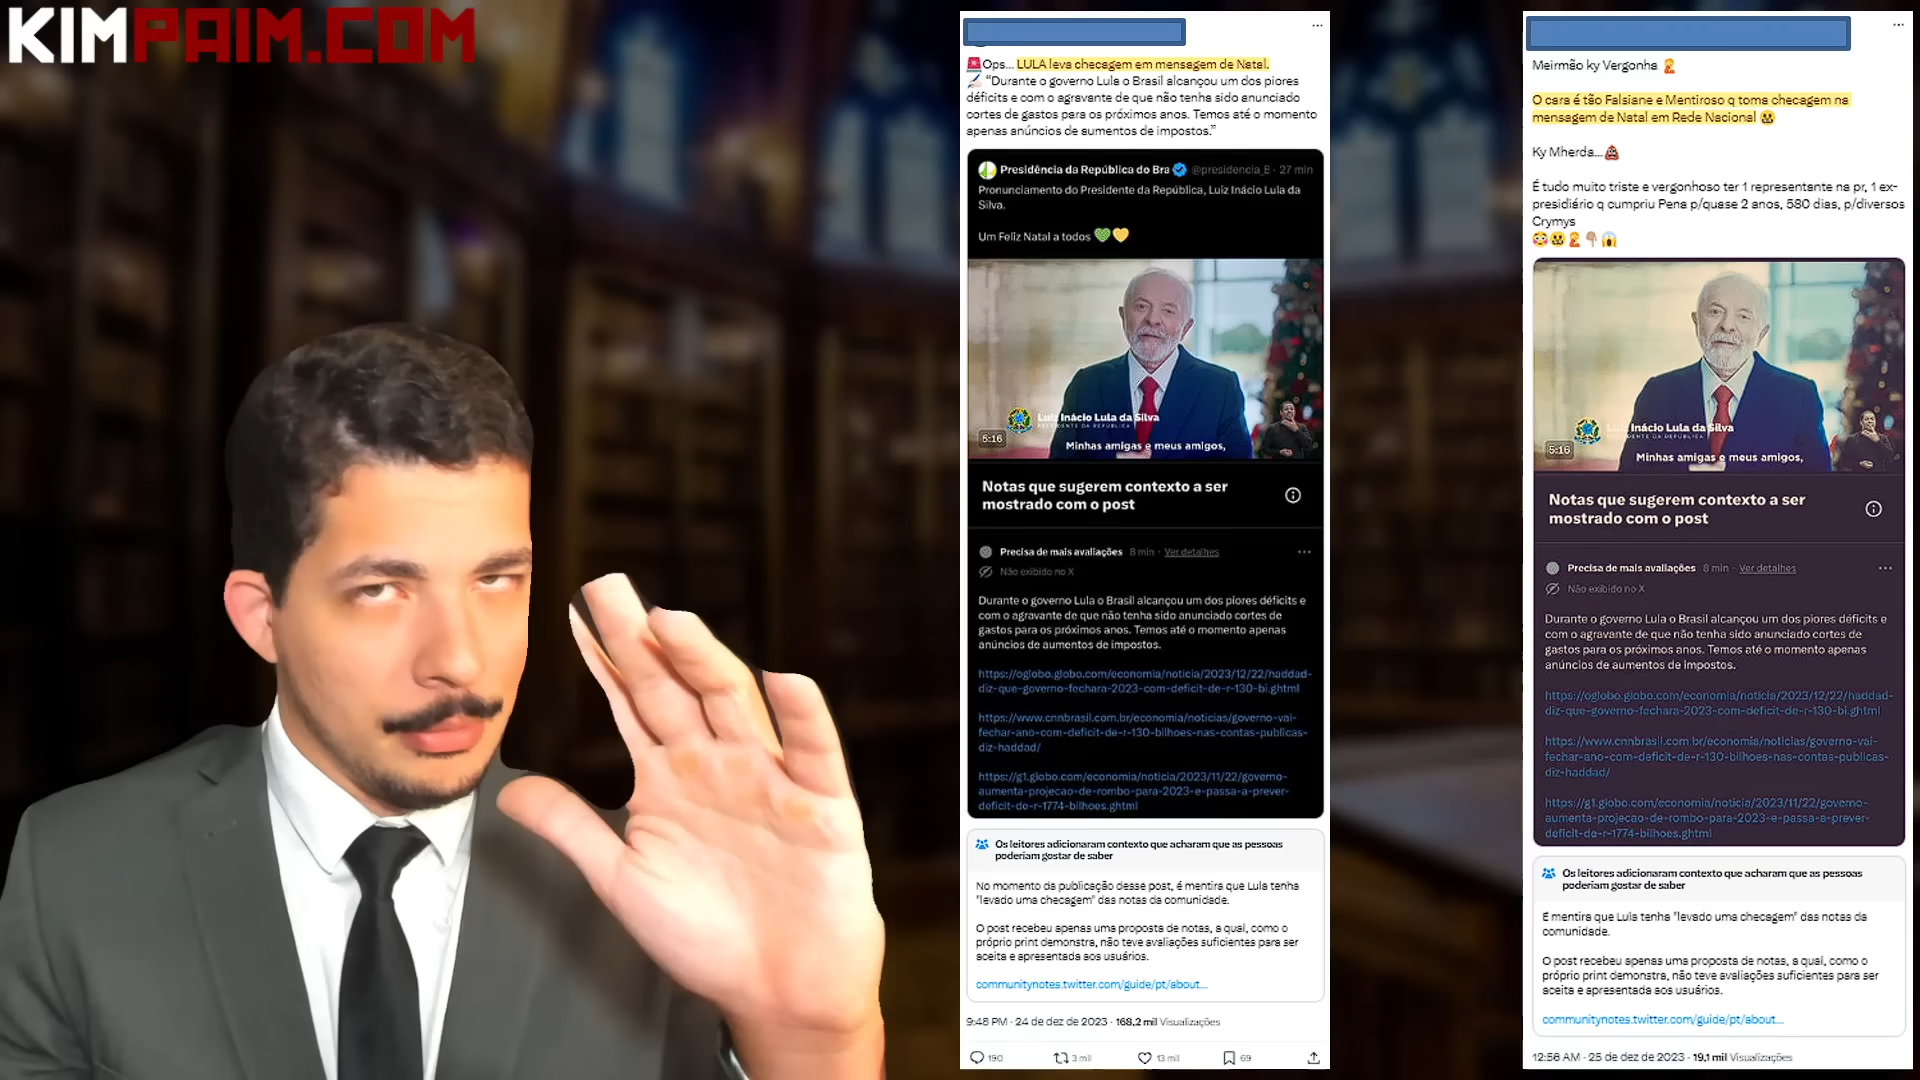 KIMPAIM.COM
Ops... LULA leva checagem em mensagem de Natal.
"Durante o governo Lula o Brasil alcançou um dos piores
déficits e com o agravante de que não tenha sido anunciado
cortes de gastos para os próximos anos. Temos até o momento
apenas anúncios de aumentos de impostos."
Presidência da República do Bra @presidencia_B · 27 min
Pronunciamento do Presidente da República, Luiz Inácio Lula da
Silva.
Um Feliz Natal a todos 💚💛
Luiz Inácio Lula da Silva
PRESIDENTE DA REPÚBLICA
5:16
Minhas amigas e meus amigos,
Notas que sugerem contexto a ser
mostrado com o post
Precisa de mais avaliações 8 min · Ver detalhes
Não exibido no X
Durante o governo Lula o Brasil alcançou um dos piores déficits e
com o agravante de que não tenha sido anunciado cortes de
gastos para os próximos anos. Temos até o momento apenas
anúncios de aumentos de impostos.
https://oglobo.globo.com/economia/noticia/2023/12/22/haddad-
diz-que-governo-fechara-2023-com-deficit-de-r-130-bi.ghtml
https://www.cnnbrasil.com.br/economia/noticias/governo-vai-
fechar-ano-com-deficit-de-r-130-bilhoes-nas-contas-publicas-
diz-haddad/
https://g1.globo.com/economia/noticia/2023/11/22/governo-
aumenta-projecao-de-rombo-para-2023-e-passa-a-prever-
deficit-de-r-1774-bilhoes.ghtml
Os leitores adicionaram contexto que acharam que as pessoas
poderiam gostar de saber
No momento da publicação desse post, é mentira que Lula tenha
"levado uma checagem" das notas da comunidade.
O post recebeu apenas uma proposta de notas, a qual, como o
próprio print demonstra, não teve avaliações suficientes para ser
aceita e apresentada aos usuários.
communitynotes.twitter.com/guide/pt/about...
9:48 PM · 24 de dez de 2023 · 168,2 mil Visualizações
190 3 mil 13 mil 69
Meirmão ky Vergonha
O cara é tão Falsiane e Mentiroso q toma checagem na
mensagem de Natal em Rede Nacional
Ky Mherda...
É tudo muito triste e vergonhoso ter 1 representante na pr, 1 ex-
presidiário q cumpriu Pena p/quase 2 anos, 580 dias, p/diversos
Crymys
Inácio Lula da Silva
PRESIDENTE DA REPÚBLICA
5:16
Minhas amigas e meus amigos,
Notas que sugerem contexto a ser
mostrado com o post
Precisa de mais avaliações 8 min · Ver detalhes
Não exibido no X
Durante o governo Lula o Brasil alcançou um dos piores déficits e
com o agravante de que não tenha sido anunciado cortes de
gastos para os próximos anos. Temos até o momento apenas
anúncios de aumentos de impostos.
https://oglobo.globo.com/economia/noticia/2023/12/22/haddad-
diz-que-governo-fechara-2023-com-deficit-de-r-130-bi.ghtml
https://www.cnnbrasil.com.br/economia/noticias/governo-vai-
fechar-ano-com-deficit-de-r-130-bilhoes-nas-contas-publicas-
diz-haddad/
https://g1.globo.com/economia/noticia/2023/11/22/governo-
aumenta-projecao-de-rombo-para-2023-e-passa-a-prever-
deficit-de-r-1774-bilhoes.ghtml
Os leitores adicionaram contexto que acharam que as pessoas
poderiam gostar de saber
É mentira que Lula tenha "levado uma checagem" das notas da
comunidade.
O post recebeu apenas uma proposta de notas, a qual, como o
próprio print demonstra, não teve avaliações suficientes para ser
aceita e apresentada aos usuários.
communitynotes.twitter.com/guide/pt/about...
12:56 AM · 25 de dez de 2023 · 19,1 mil Visualizações